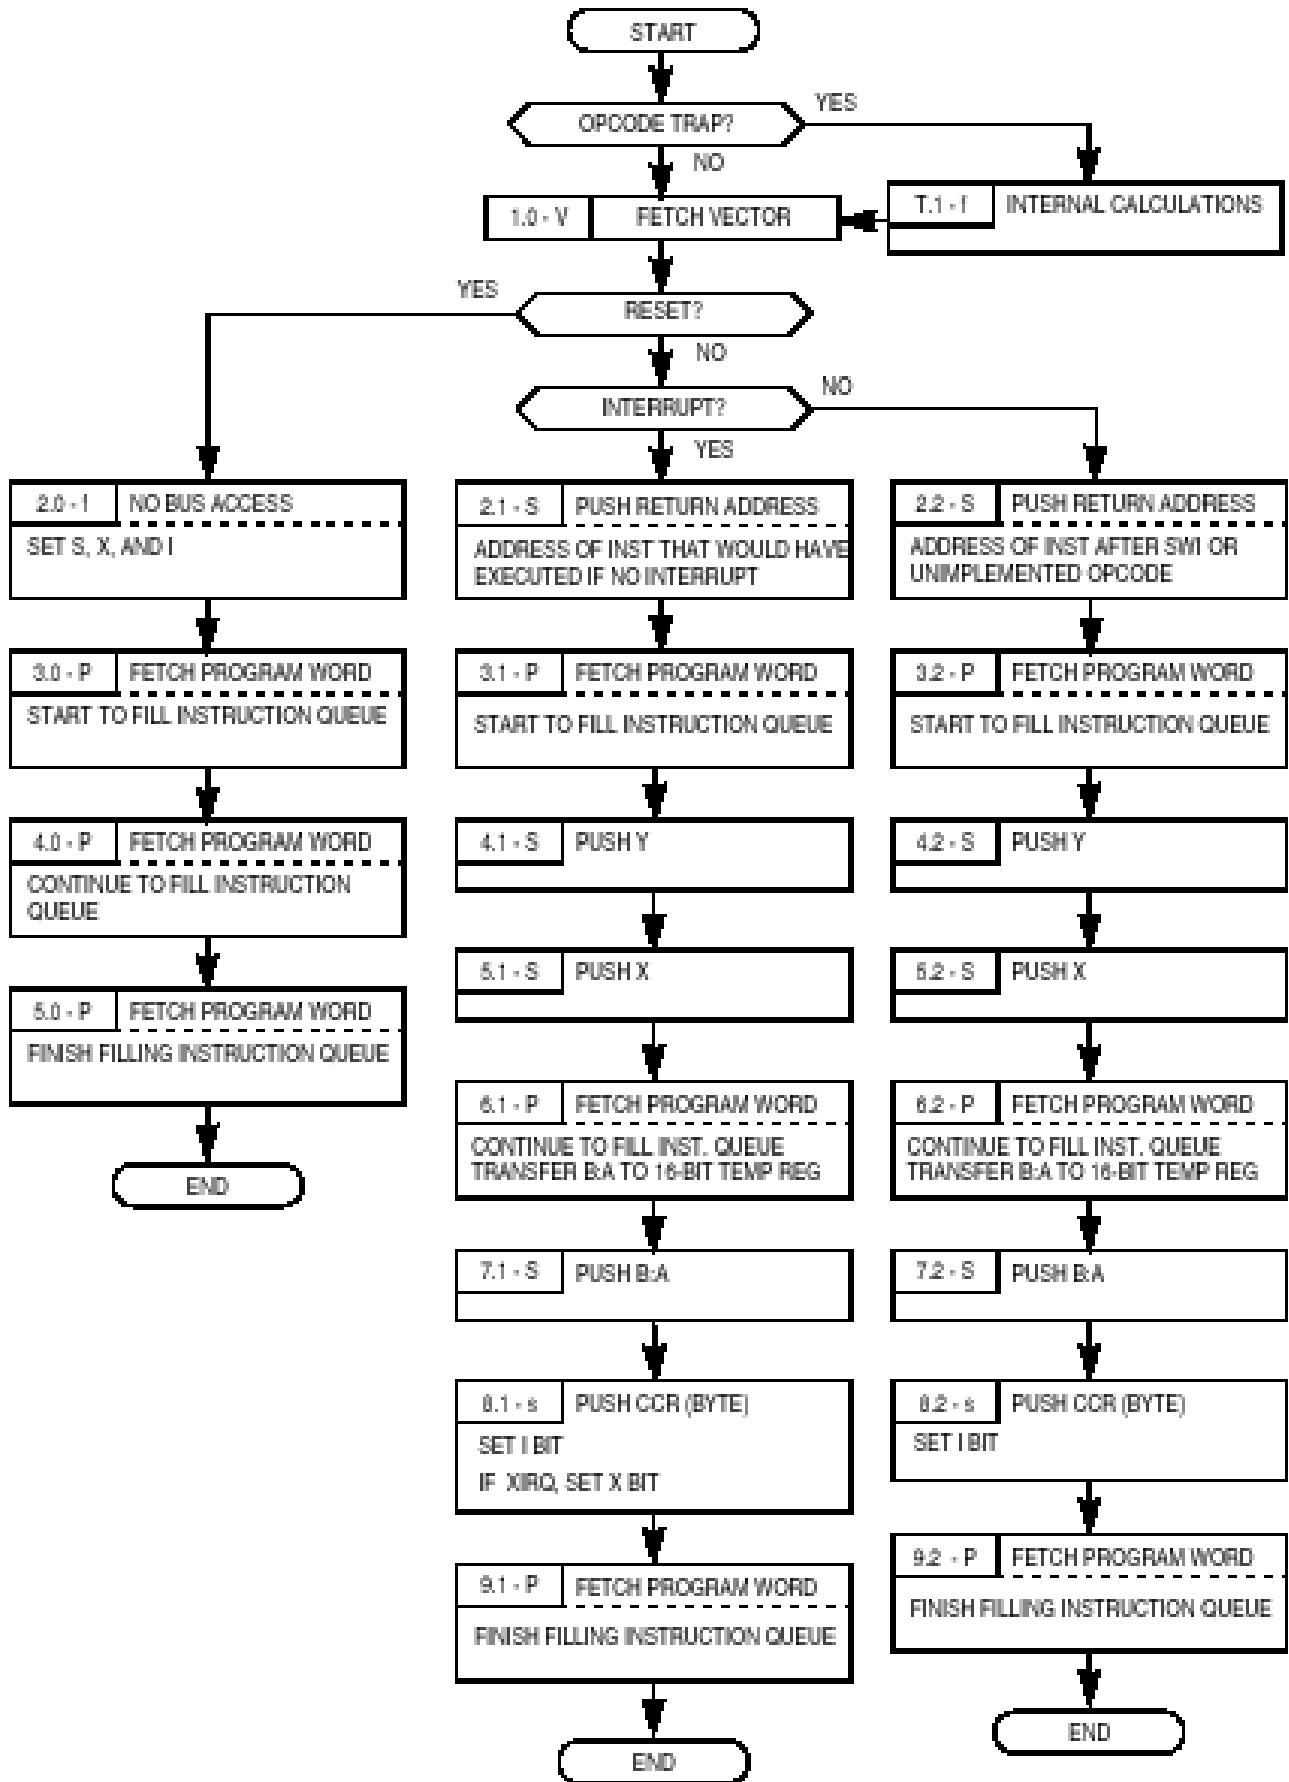 START
OPCODE TRAP?
YES
NO
T.1 - f INTERNAL CALCULATIONS
1.0 - V FETCH VECTOR
YES
RESET?
NO
INTERRUPT?
NO
YES
2.0 - f NO BUS ACCESS
SET S, X, AND I
3.0 - P FETCH PROGRAM WORD
START TO FILL INSTRUCTION QUEUE
4.0 - P FETCH PROGRAM WORD
CONTINUE TO FILL INSTRUCTION
QUEUE
5.0 - P FETCH PROGRAM WORD
FINISH FILLING INSTRUCTION QUEUE
END
2.1 - S PUSH RETURN ADDRESS
ADDRESS OF INST THAT WOULD HAVE
EXECUTED IF NO INTERRUPT
3.1 - P FETCH PROGRAM WORD
START TO FILL INSTRUCTION QUEUE
4.1 - S PUSH Y
5.1 - S PUSH X
6.1 - P FETCH PROGRAM WORD
CONTINUE TO FILL INST. QUEUE
TRANSFER B:A TO 16-BIT TEMP REG
7.1 - S PUSH B:A
8.1 - s PUSH CCR (BYTE)
SET I BIT
IF XIRQ, SET X BIT
9.1 - P FETCH PROGRAM WORD
FINISH FILLING INSTRUCTION QUEUE
END
2.2 - S PUSH RETURN ADDRESS
ADDRESS OF INST AFTER SWI OR
UNIMPLEMENTED OPCODE
3.2 - P FETCH PROGRAM WORD
START TO FILL INSTRUCTION QUEUE
4.2 - S PUSH Y
5.2 - S PUSH X
6.2 - P FETCH PROGRAM WORD
CONTINUE TO FILL INST. QUEUE
TRANSFER B:A TO 16-BIT TEMP REG
7.2 - S PUSH B:A
8.2 - s PUSH CCR (BYTE)
SET I BIT
9.2 - P FETCH PROGRAM WORD
FINISH FILLING INSTRUCTION QUEUE
END